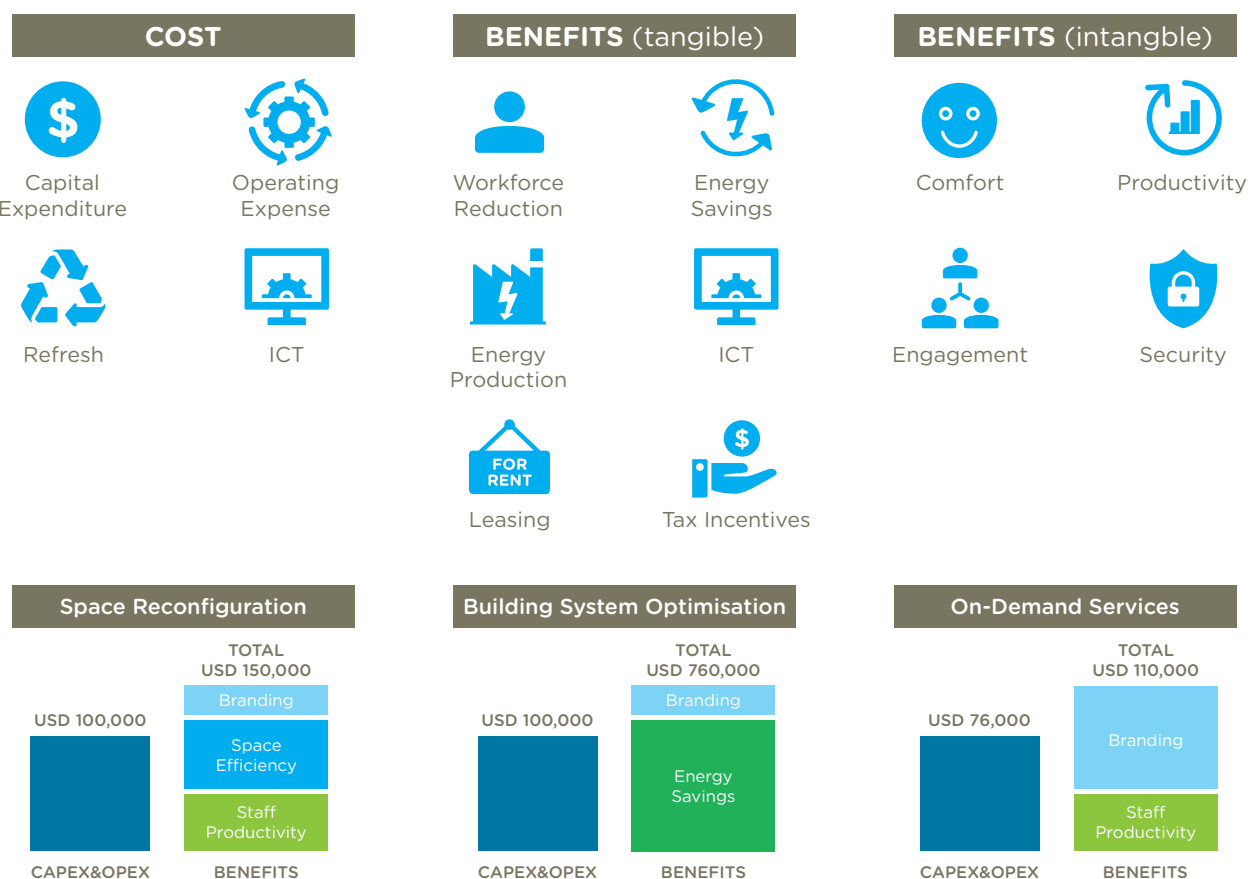 COST
BENEFITS (tangible)
BENEFITS (intangble)
$
Capital
Expenditure
Operating
Expense
Workforce
Reduction
Energy
Savings
Comfort
Productivity
Refresh
ICT
Energy
Production
ICT
Engagement
Security
FOR
RENT
$
Leasing
Tax Incentives
Space Reconfiguration
TOTAL
USD 150,000
USD 100,000
Branding
Space
Efficiency
Staff
Productivity
CAPEX&OPEX
BENEFITS
Building System Optimisation
TOTAL
USD 760,000
USD 100,000
Branding
Energy
Savings
CAPEX&OPEX
BENEFITS
On-Demand Services
TOTAL
USD 110,000
USD 76,000
Branding
Staff
Productivity
CAPEX&OPEX
BENEFITS